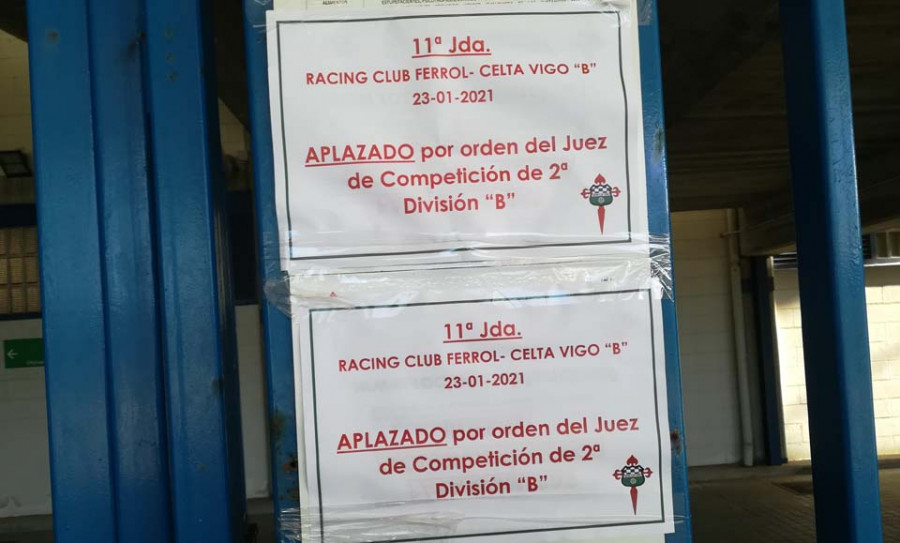 11ª Jda.
RACING CLUB FERROL- CELTA VIGO “B”
23-01-2021
APLAZADO por orden del Juez
de Competición de 2ª
División “B”
11ª Jda.
RACING CLUB FERROL- CELTA VIGO “B”
23-01-2021
APLAZADO por orden del Juez
de Competición de 2ª
División “B”